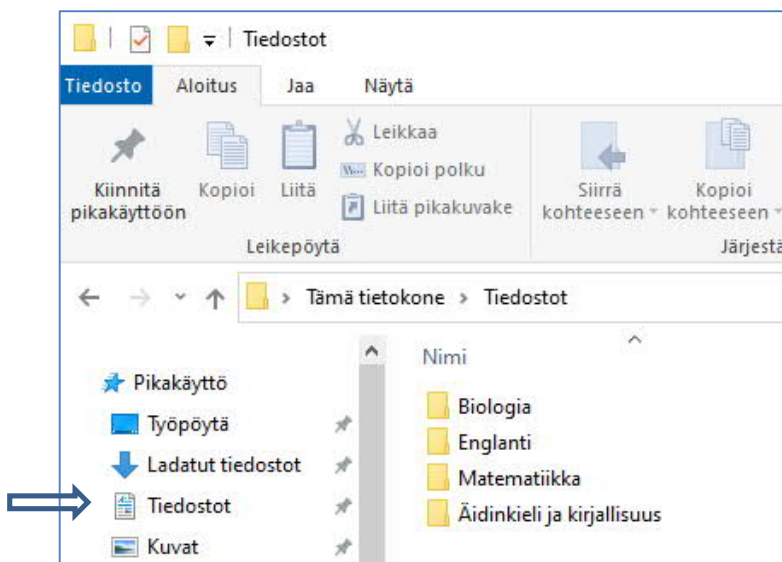 Tiedostot
Tiedosto Aloitus Jaa Näytä
Kiinnitä pikakäyttöön
Kopioi
Liitä
Leikkaa
Kopioi polku
Liitä pikakuvake
Siirrä kohteeseen
Kopioi kohteeseen
Leikepöytä
Järjestä
Tämä tietokone > Tiedostot
Pikakäyttö
Työpöytä
Ladatut tiedostot
Tiedostot
Kuvat
Nimi
Biologia
Englanti
Matematiikka
Äidinkieli ja kirjallisuus